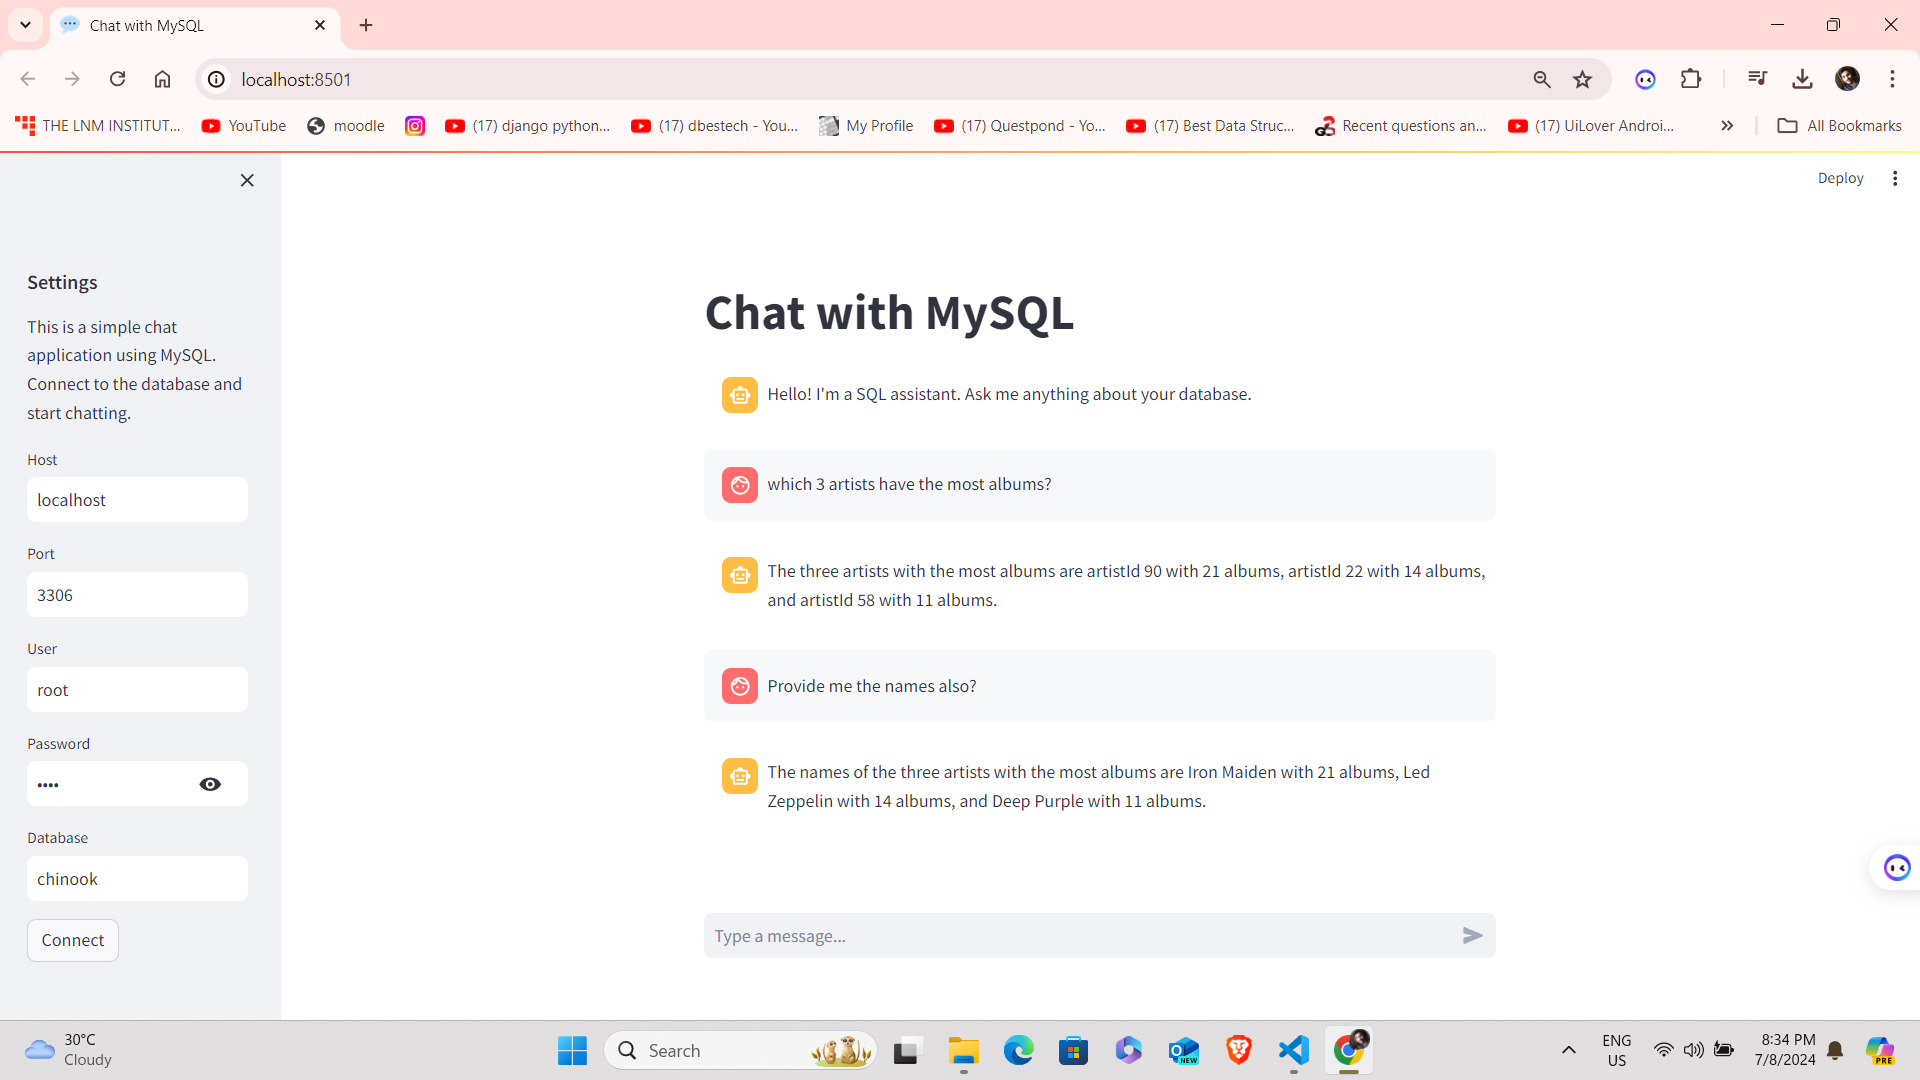 Chat with MySQL
localhost:8501
THE LNM INSTITUT...
YouTube
moodle
(17) django python...
(17) dbestech - You...
My Profile
(17) Questpond - Yo...
(17) Best Data Struc...
Recent questions an...
(17) UiLover Androi...
All Bookmarks
Deploy
Settings
This is a simple chat
application using MySQL.
Connect to the database and
start chatting.
Host
localhost
Port
3306
User
root
Password
••••
Database
chinook
Connect
Chat with MySQL
Hello! I'm a SQL assistant. Ask me anything about your database.
which 3 artists have the most albums?
The three artists with the most albums are artistId 90 with 21 albums, artistId 22 with 14 albums,
and artistId 58 with 11 albums.
Provide me the names also?
The names of the three artists with the most albums are Iron Maiden with 21 albums, Led
Zeppelin with 14 albums, and Deep Purple with 11 albums.
Type a message...
30°C
Cloudy
Search
NEW
ENG
US
8:34 PM
7/8/2024
PRE